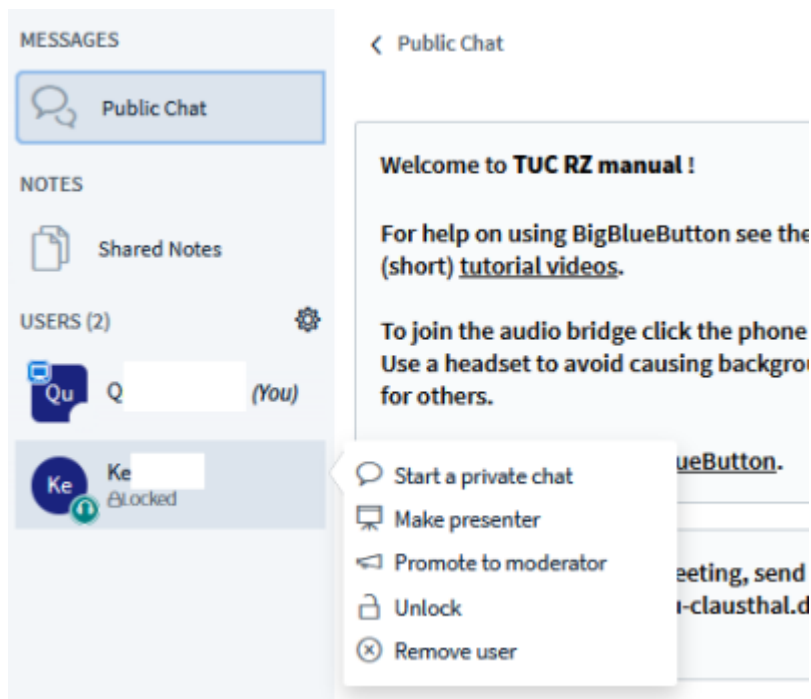 MESSAGES
Public Chat
NOTES
Shared Notes
USERS (2)
Qu
Q (You)
Ke
Ke
Locked
Public Chat
Welcome to TUC RZ manual !
For help on using BigBlueButton see the
(short) tutorial videos.
To join the audio bridge click the phone
Use a headset to avoid causing
for others.
Start a private chat
Make presenter
Promote to moderator
Unlock
Remove user
ueButton.
eeting, send
-clausthal.d